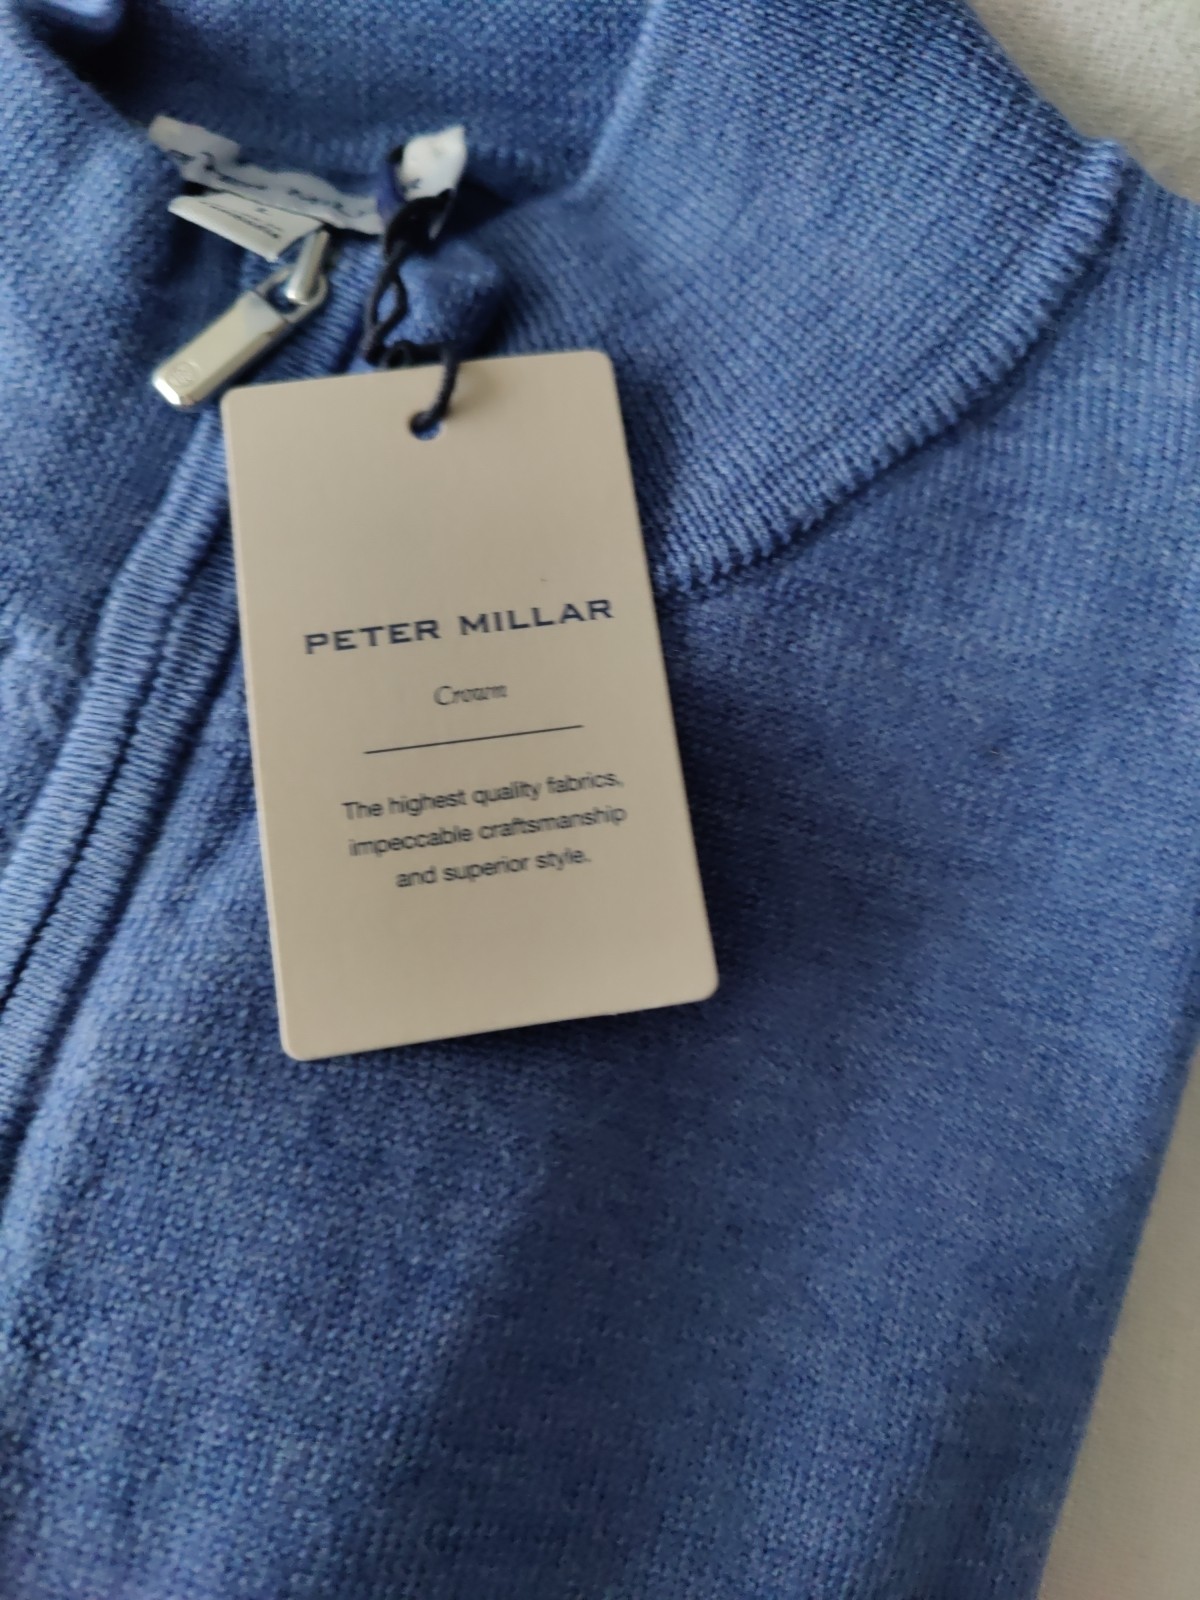 PETER MILLAR
Crown
The highest quality fabrics,
impeccable craftsmanship
and superior style.